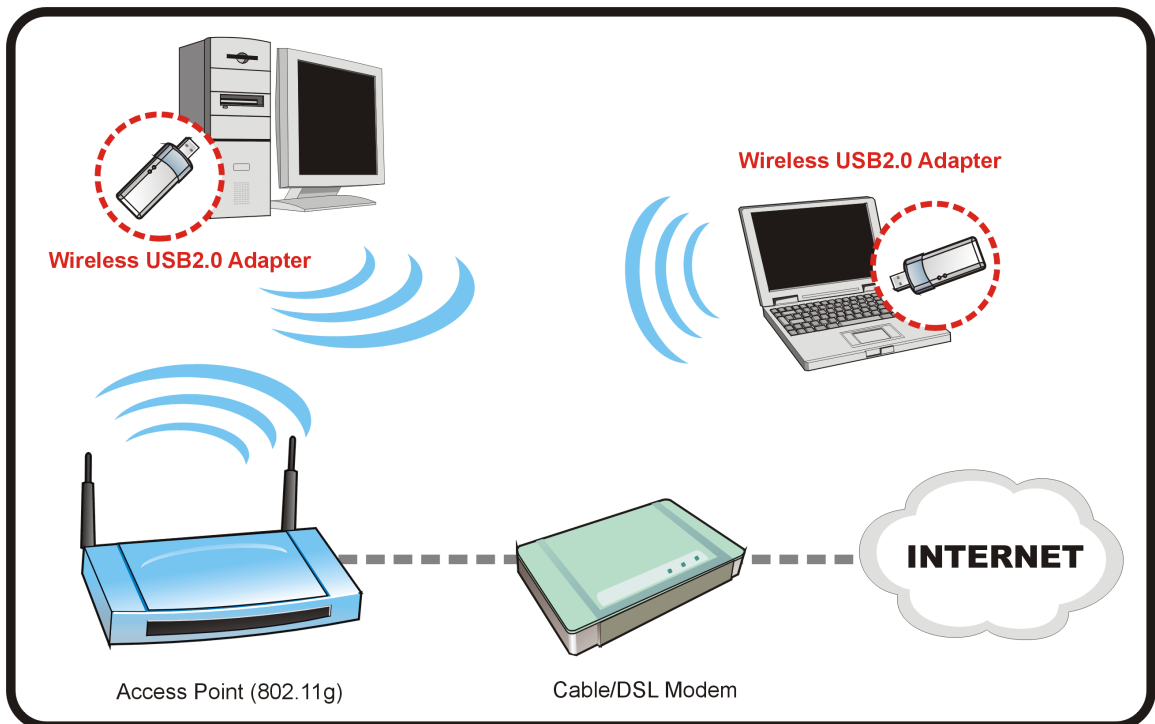 Wireless USB2.0 Adapter
Wireless USB2.0 Adapter
INTERNET
Access Point (802.11g)
Cable/DSL Modem